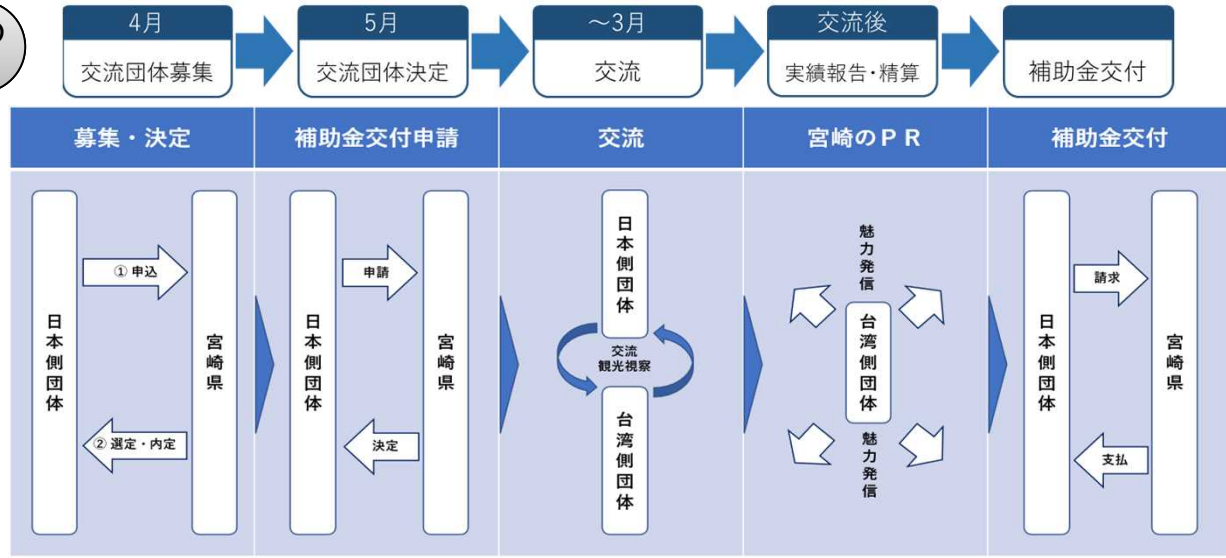 4月
交流団体募集
5月
交流団体決定
～3月
交流
交流後
実績報告・精算
補助金交付
募集・決定
補助金交付申請
交流
宮崎のＰＲ
補助金交付
日本側団体
① 申込
② 選定・内定
宮崎県
日本側団体
申請
決定
宮崎県
日本側団体
交流
観光視察
台湾側団体
魅力発信
台湾側団体
魅力発信
日本側団体
請求
支払
宮崎県